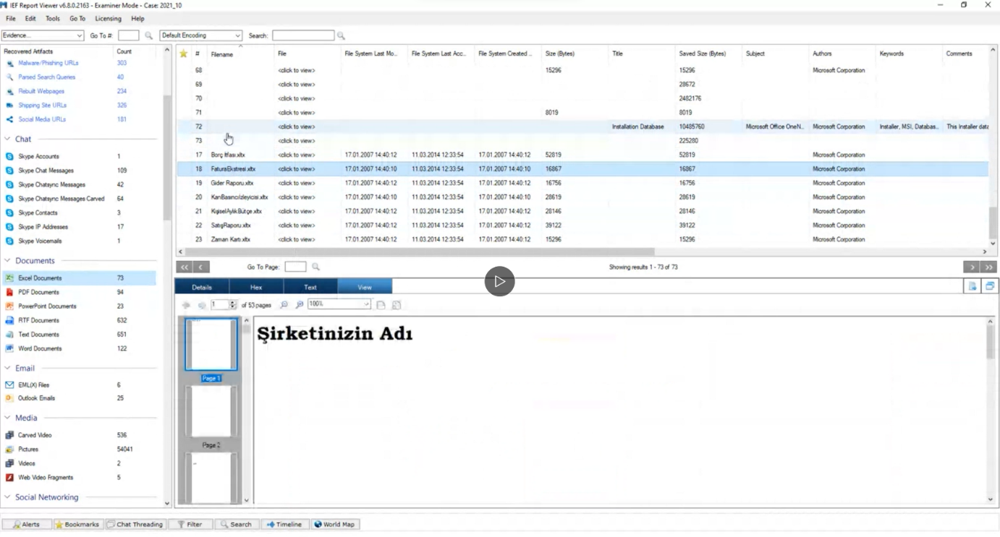 IEF Report Viewer v6.8.0.2163 - Examiner Mode - Case: 2021_10
File Edit Tools Go To Licensing Help
Evidence... Go To #: Default Encoding Search:
Recovered Artifacts Count
Malware/Phishing URLs 303
Parsed Search Queries 40
Rebuilt Webpages 234
Shipping Site URLs 326
Social Media URLs 181
Chat
Skype Accounts 1
Skype Chat Messages 109
Skype Chatsync Messages 42
Skype Chatsync Messages Carved 64
Skype Contacts 3
Skype IP Addresses 17
Skype Voicemails 1
Documents
Excel Documents 73
PDF Documents 94
PowerPoint Documents 23
RTF Documents 632
Text Documents 651
Word Documents 122
Email
EML(X) Files 6
Outlook Emails 25
Media
Carved Video 536
Pictures 54041
Videos 2
Web Video Fragments 5
Social Networking
# Filename File File System Last Mo... File System Last Acc... File System Created ... Size (Bytes) Title Saved Size (Bytes) Subject Authors Keywords Comments
68 <click to view> 15296 15296 Microsoft Corporation
69 <click to view> 28672
70 <click to view> 2482176
71 <click to view> 8019 8019
72 <click to view> Installation Database 10485760 Microsoft Office OneN... Microsoft Corporation Installer, MSI, Databas... This Installer data
73 <click to view> 225280
17 Borç İtfası.xltx <click to view> 17.01.2007 14:40:12 11.03.2014 12:33:54 17.01.2007 14:40:12 52819 52819 Microsoft Corporation
18 FaturaEkstresi.xltx <click to view> 17.01.2007 14:40:10 11.03.2014 12:33:54 17.01.2007 14:40:10 16867 16867 Microsoft Corporation
19 Gider Raporu.xltx <click to view> 17.01.2007 14:40:12 11.03.2014 12:33:54 17.01.2007 14:40:12 16756 16756 Microsoft Corporation
20 KanBasıncıİzleyicisi.xltx <click to view> 17.01.2007 14:40:10 11.03.2014 12:33:54 17.01.2007 14:40:10 28619 28619 Microsoft Corporation
21 KişiselAylıkBütçe.xltx <click to view> 17.01.2007 14:40:12 11.03.2014 12:33:54 17.01.2007 14:40:12 28146 28146 Microsoft Corporation
22 SatışRaporu.xltx <click to view> 17.01.2007 14:40:12 11.03.2014 12:33:54 17.01.2007 14:40:12 39122 39122 Microsoft Corporation
23 Zaman Kartı.xltx <click to view> 17.01.2007 14:40:12 11.03.2014 12:33:54 17.01.2007 14:40:12 15296 15296 Microsoft Corporation
<< < Go To Page: Showing results 1 - 73 of 73 > >>
Details Hex Text View
1 of 53 pages 100%
Page 1
Page 2
Şirketinizin Adı
Alerts Bookmarks Chat Threading Filter Search Timeline World Map